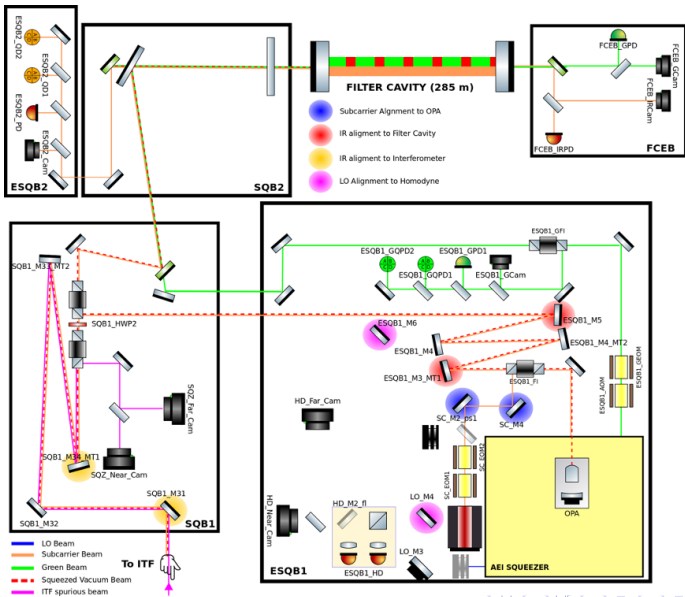 ESQB2_QD2
ESQB2_QD1
ESQB2_PD
ESQB2_Cam
ESQB2
SQB2
FILTER CAVITY (285 m)
Subcarrier Alignment to OPA
IR aligment to Filter Cavity
IR aligment to Interferometer
LO Alignment to Homodyne
FCEB_GPD
FCEB_GCam
FCEB_IRCam
FCEB_IRPD
FCEB
SQB1_M33_MT2
SQB1_HWP2
SQZ_Far_Cam
SQB1_M34_MT1
SQZ_Near_Cam
SQB1_M31
SQB1_M32
SQB1
To ITF
LO Beam
Subcarrier Beam
Green Beam
Squeezed Vacuum Beam
ITF spurious beam
ESQB1_GFI
ESQB1_GQPD2
ESQB1_GPD1
ESQB1_GQPD1
ESQB1_GCam
ESQB1_M6
ESQB1_M5
ESQB1_M4
ESQB1_M4_MT2
ESQB1_M3_MT1
ESQB1_FI
ESQB1_GEOM
ESQB1_AOM
HD_Far_Cam
SC_M2_ps1
SC_M4
SC_EOM2
SC_EOM1
HD_Near_Cam
HD_M2_fl
LO_M4
OPA
LO_M3
ESQB1_HD
ESQB1
AEI SQUEEZER